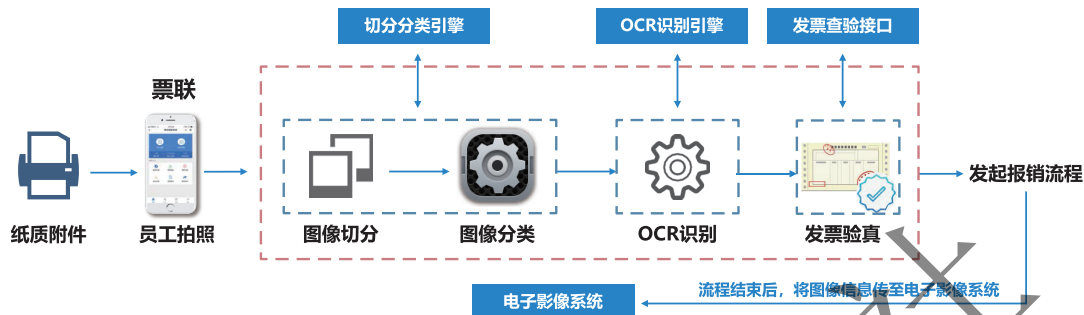 切分分类引擎
OCR识别引擎
发票查验接口
票联
纸质附件
员工拍照
图像切分
图像分类
OCR识别
发票验真
发起报销流程
流程结束后，将图像信息传至电子影像系统
电子影像系统